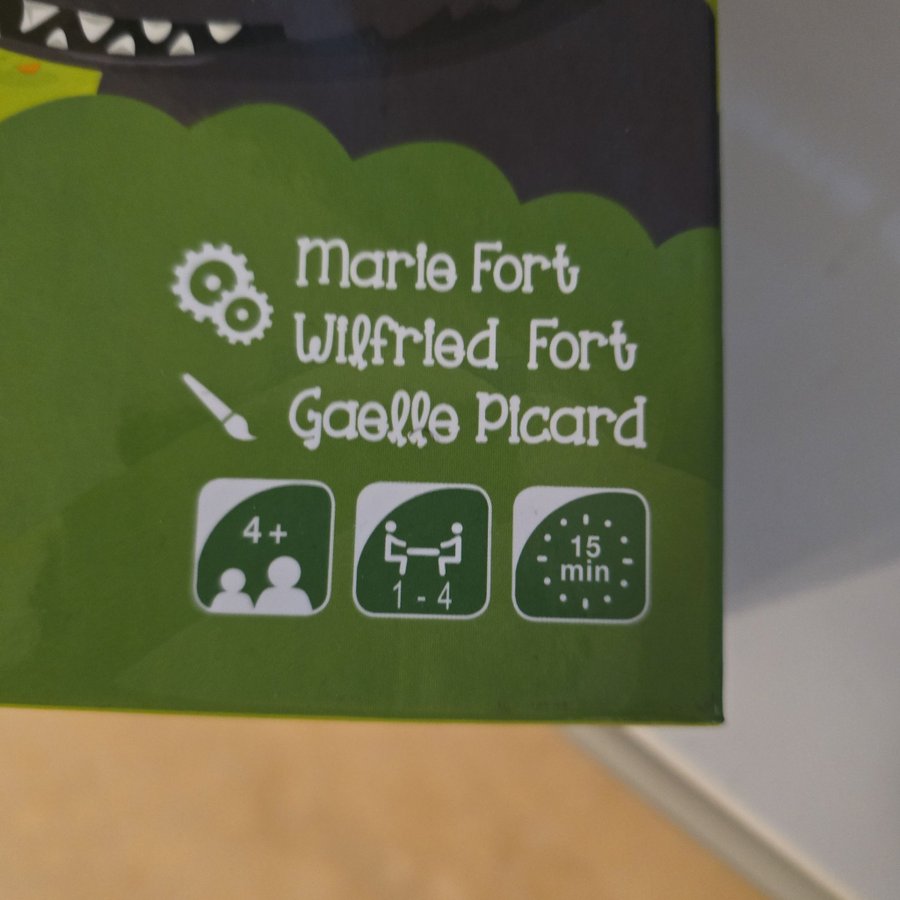 Marie Fort
Wilfried Fort
Gaelle Picard
4+
1 - 4
15
min